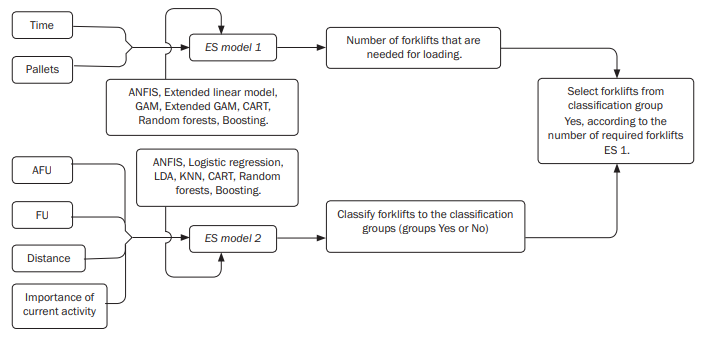 Time
Pallets
ES model 1
Number of forklifts that are
needed for loading.
ANFIS, Extended linear model,
GAM, Extended GAM, CART,
Random forests, Boosting.
Select forklifts from
classification group
Yes, according to the
number of required forklifts
ES 1.
AFU
FU
Distance
Importance of
current activity
ANFIS, Logistic regression,
LDA, KNN, CART, Random
forests, Boosting.
ES model 2
Classify forklifts to the classification
groups (groups Yes or No)